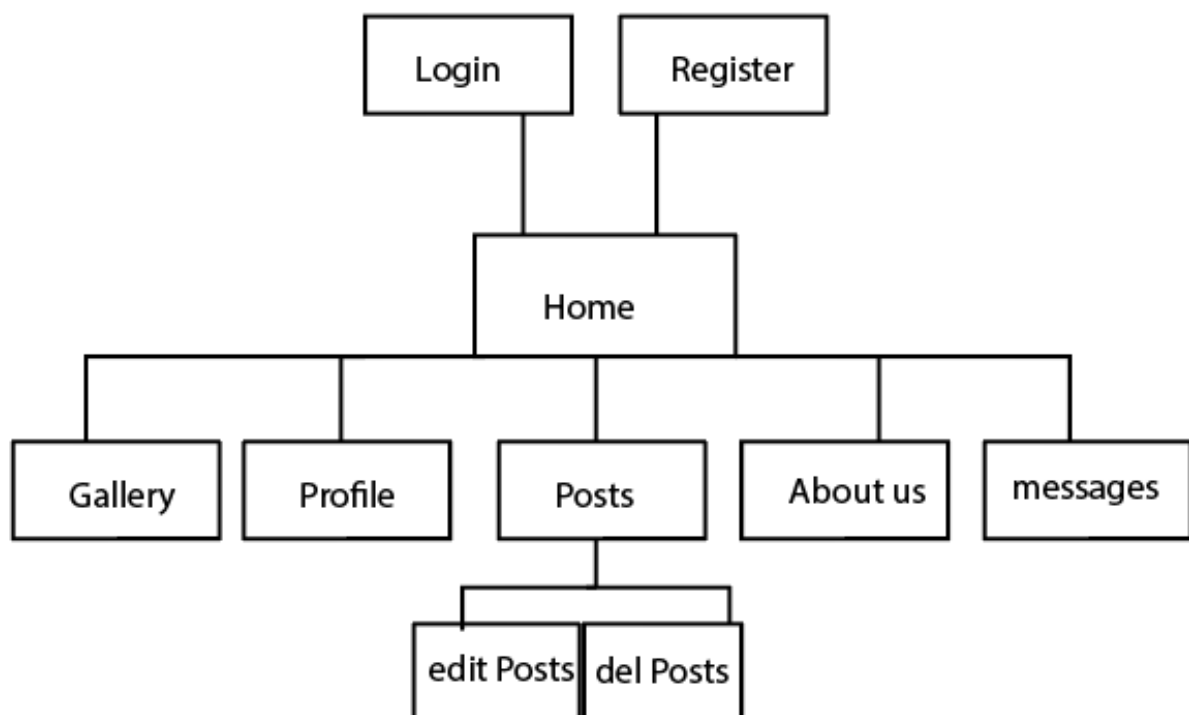 Login
Register
Home
Gallery
Profile
Posts
About us
messages
edit Posts
del Posts